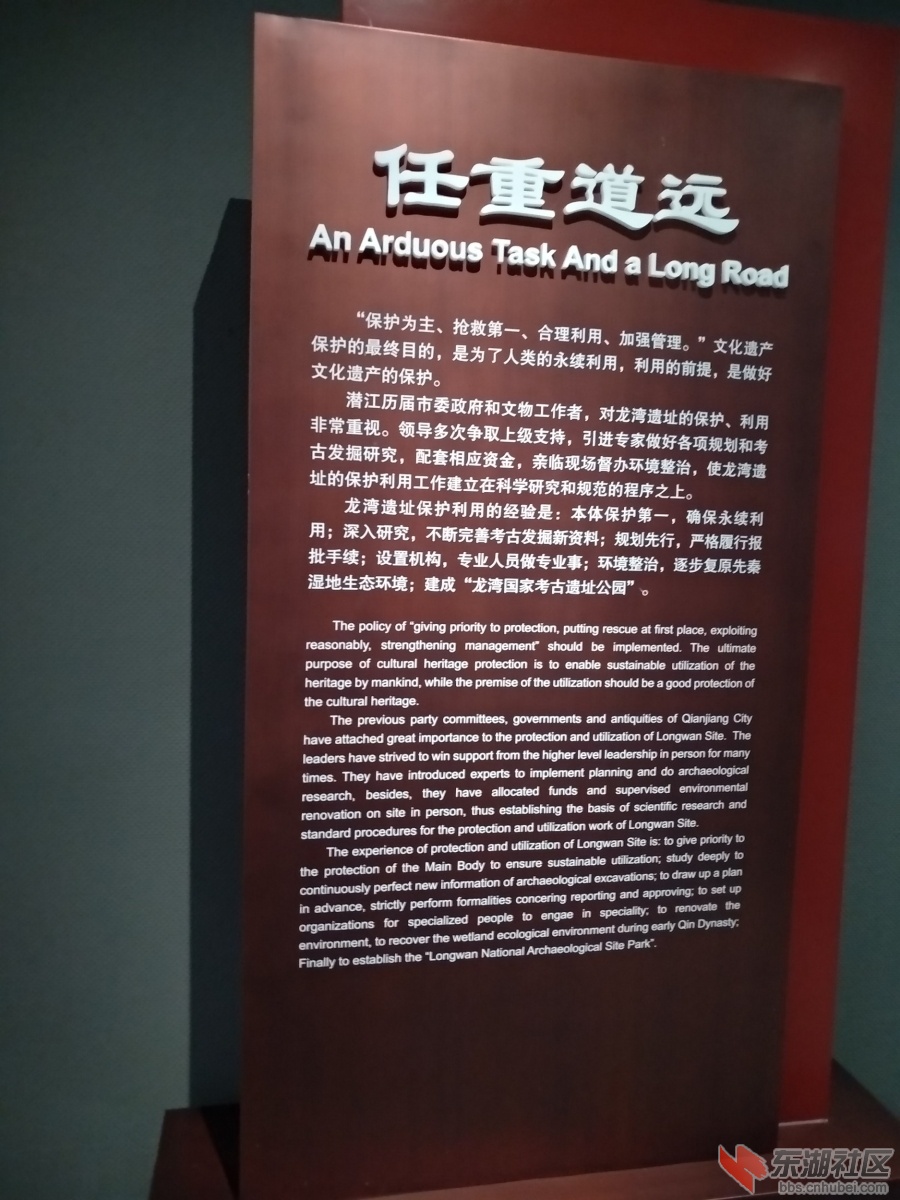 任重道远
An Arduous Task And a Long Road
“保护为主、抢救第一、合理利用、加强管理。”文化遗产
保护的最终目的，是为了人类的永续利用，利用的前提，是做好
文化遗产的保护。
潜江历届市委政府和文物工作者，对龙湾遗址的保护、利用
非常重视。领导多次争取上级支持，引进专家做好各项规划和考
古发掘研究，配套相应资金，亲临现场督办环境整治，使龙湾遗
址的保护利用工作建立在科学研究和规范的程序之上。
龙湾遗址保护利用的经验是：本体保护第一，确保永续利
用；深入研究，不断完善考古发掘新资料；规划先行，严格履行报
批手续；设置机构，专业人员做专业事；环境整治，逐步复原先秦
湿地生态环境；建成“龙湾国家考古遗址公园”。
The policy of “giving priority to protection, putting rescue at first place, exploiting
reasonably, strengthening management” should be implemented. The ultimate
purpose of cultural heritage protection is to enable sustainable utilization of the
heritage by mankind, while the premise of the utilization should be a good protection of
the cultural heritage.
The previous party committees, governments and antiquities of Qianjiang City
have attached great importance to the protection and utilization of Longwan Site. The
leaders have strived to win support from the higher level leadership in person for many
times. They have introduced experts to implement planning and do archaeological
research, besides, they have allocated funds and supervised environmental
renovation on site in person, thus establishing the basis of scientific research and
standard procedures for the protection and utilization work of Longwan Site.
The experience of protection and utilization of Longwan Site is: to give priority to
the protection of the Main Body to ensure sustainable utilization; study deeply to
continuously perfect new information of archaeological excavations; to draw up a plan
in advance, strictly perform formalities concering reporting and approving; to set up
organizations for specialized people to engae in speciality; to renovate the
environment, to recover the wetland ecological environment during early Qin Dynasty;
Finally to establish the “Longwan National Archaeological Site Park”.
东湖社区
bbs.cnhubei.com